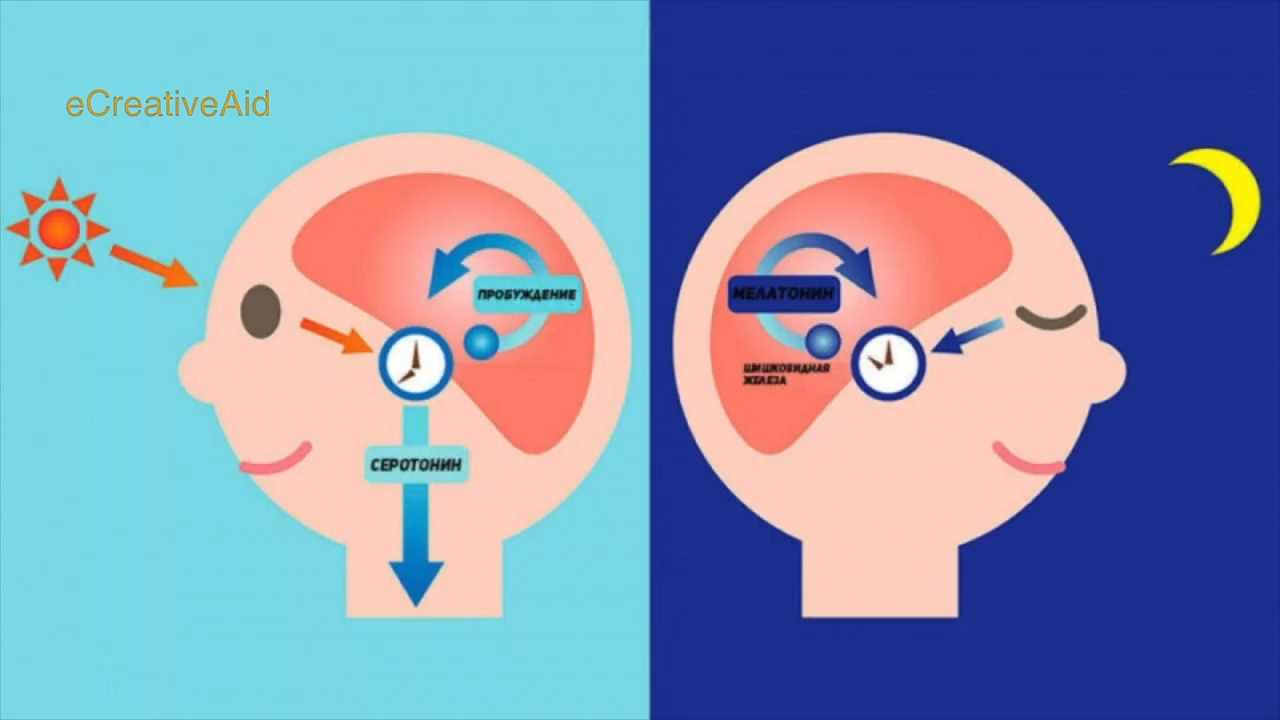 eCreativeAid
ПРОБУЖДЕНИЕ
СЕРОТОНИН
МЕЛАТОНИН
ШИШКОВИДНАЯ
ЖЕЛЕЗА